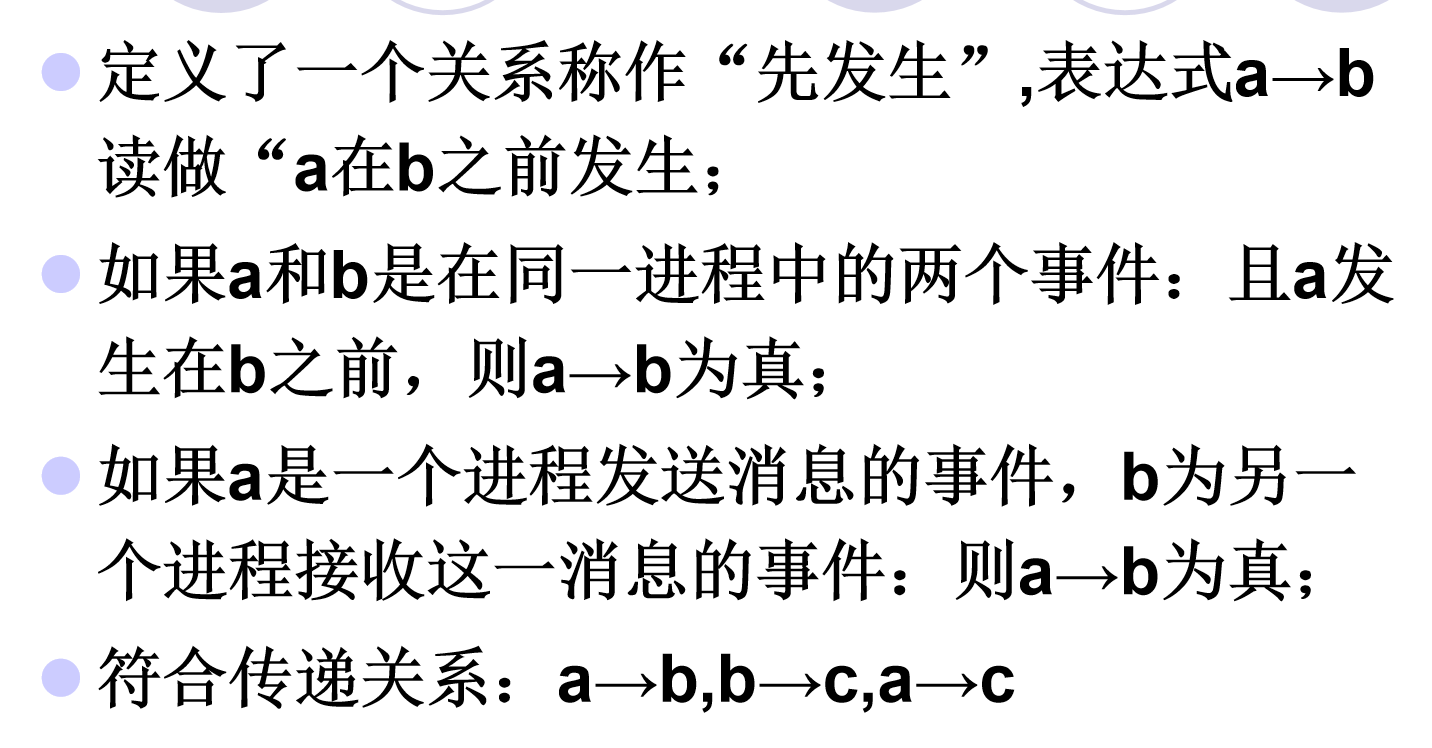 定义了一个关系称作“先发生”,表达式a→b
读做“a在b之前发生；
如果a和b是在同一进程中的两个事件：且a发
生在b之前，则a→b为真；
如果a是一个进程发送消息的事件，b为另一
个进程接收这一消息的事件：则a→b为真；
符合传递关系：a→b,b→c,a→c